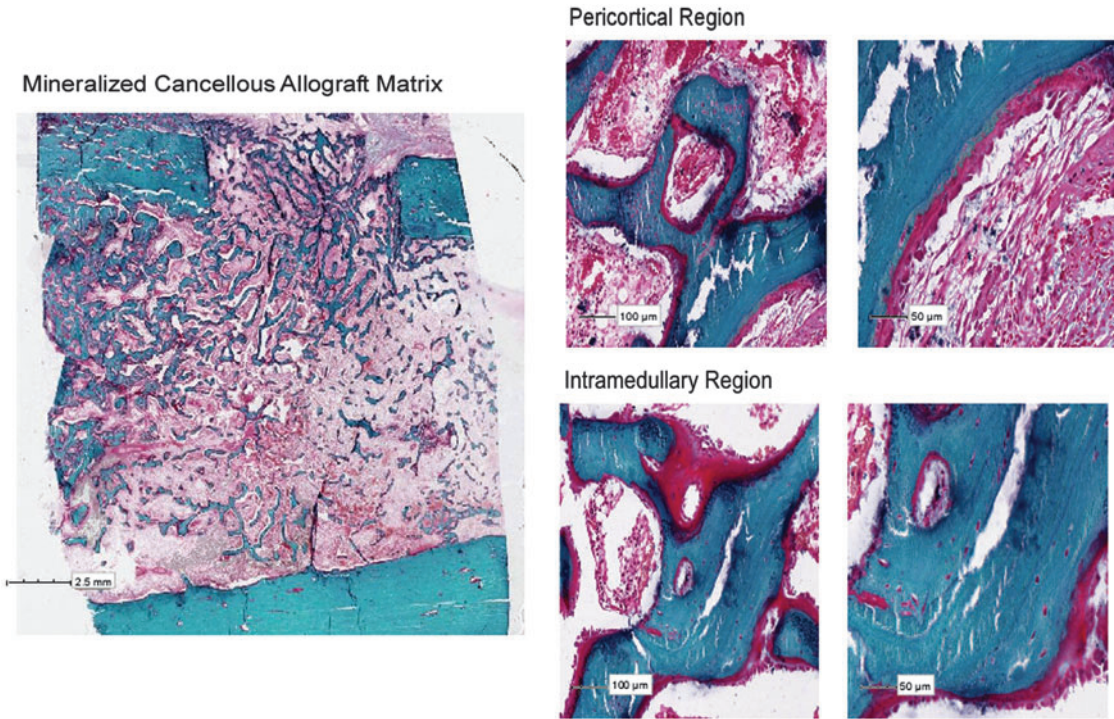 Mineralized Cancellous Allograft Matrix
2.5 mm
Pericortical Region
100 µm
50 µm
Intramedullary Region
100 µm
50 µm